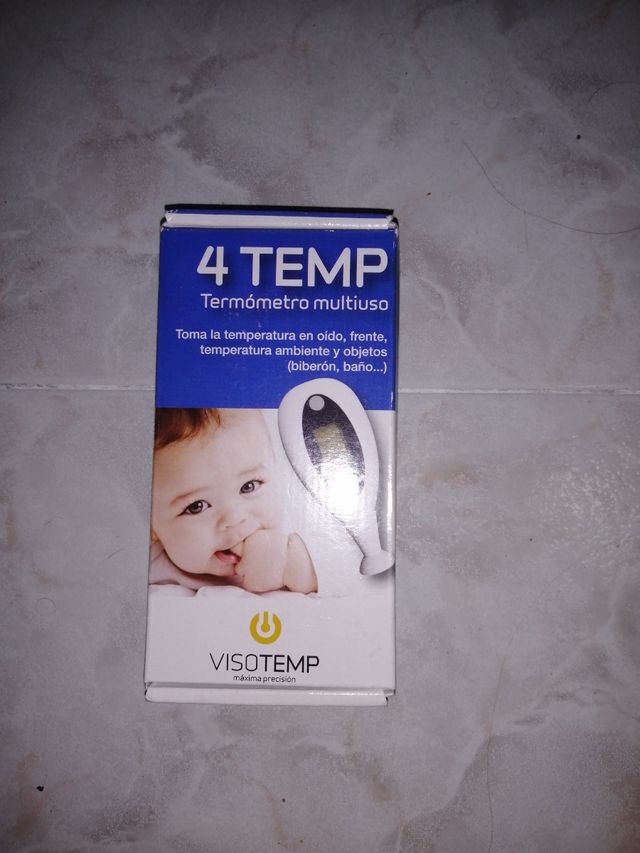 4 TEMP
Termómetro multiuso
Toma la temperatura en oído, frente,
temperatura ambiente y objetos
(biberón, baño...)
VISOTEMP
máxima precisión